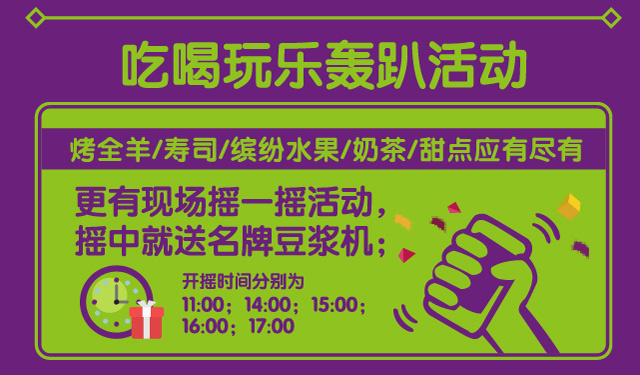 吃喝玩乐轰趴活动
烤全羊/寿司/缤纷水果/奶茶/甜点应有尽有
更有现场摇一摇活动，
摇中就送名牌豆浆机；
开摇时间分别为
11:00；14:00；15:00；
16:00；17:00